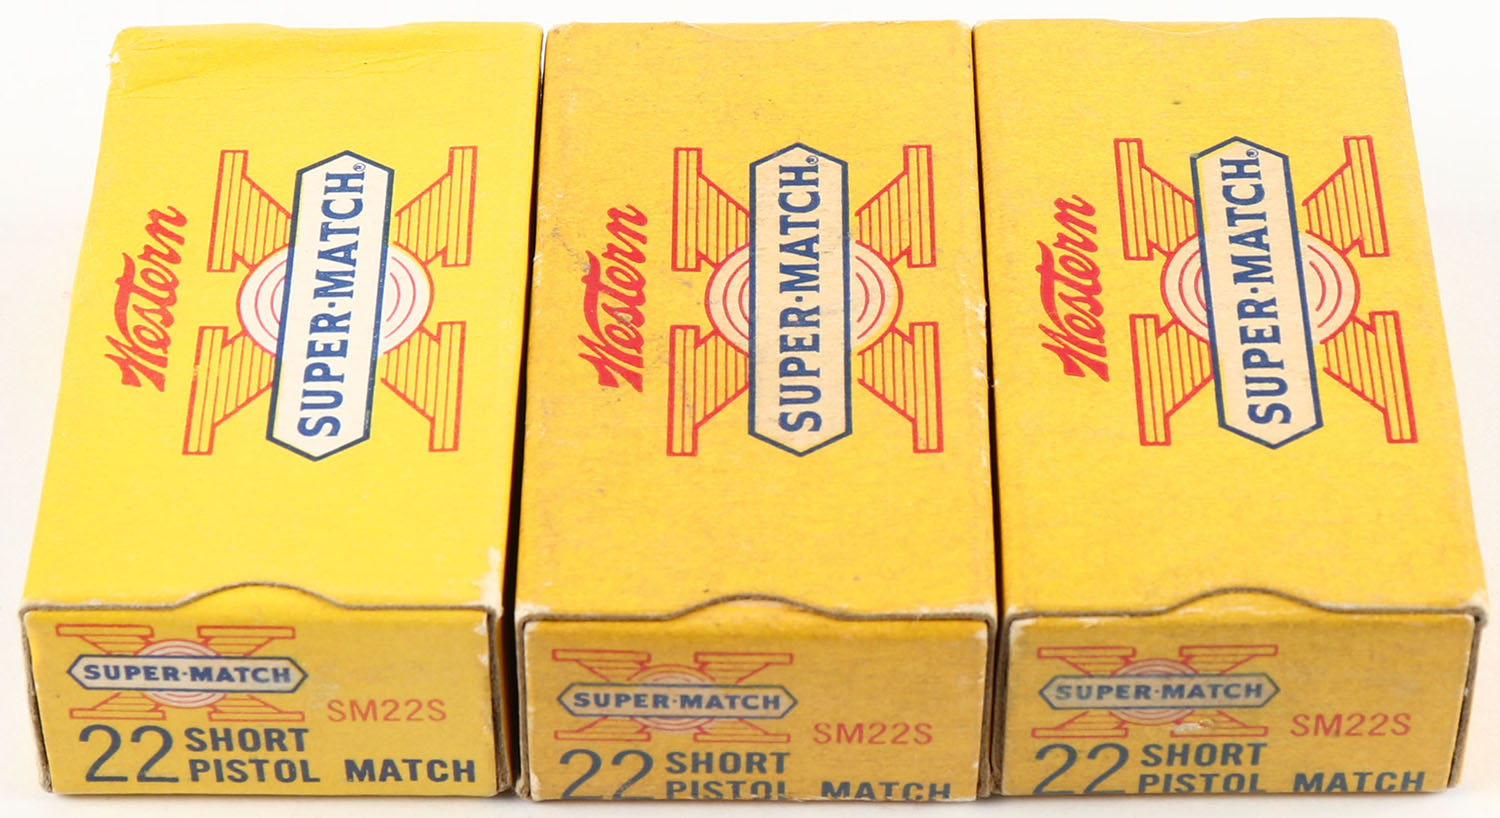 Western
SUPER·MATCH®
SUPER·MATCH
SM22S
22 SHORT
PISTOL MATCH
Western
SUPER·MATCH®
SUPER·MATCH
SM22S
22 SHORT
PISTOL MATCH
Western
SUPER·MATCH®
SUPER·MATCH
SM22S
22 SHORT
PISTOL MATCH